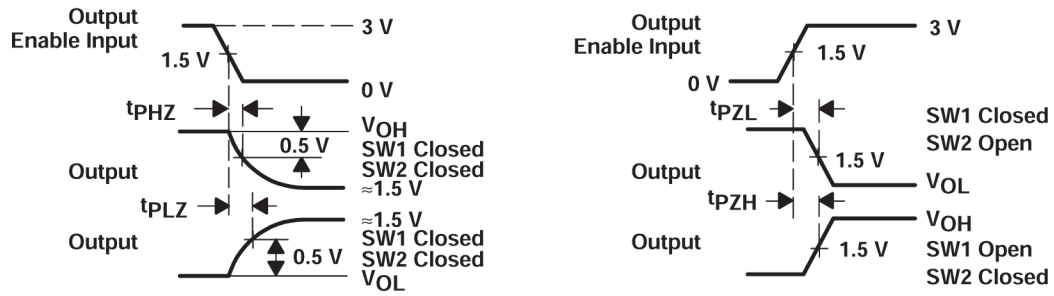 Output
Enable Input
3 V
1.5 V
0 V
tPHZ
VOH
0.5 V
SW1 Closed
SW2 Closed
Output
≈1.5 V
tPLZ
≈1.5 V
SW1 Closed
Output
0.5 V
SW2 Closed
VOL
Output
Enable Input
3 V
1.5 V
0 V
tPZL
SW1 Closed
SW2 Open
1.5 V
Output
VOL
tPZH
VOH
Output
1.5 V
SW1 Open
SW2 Closed